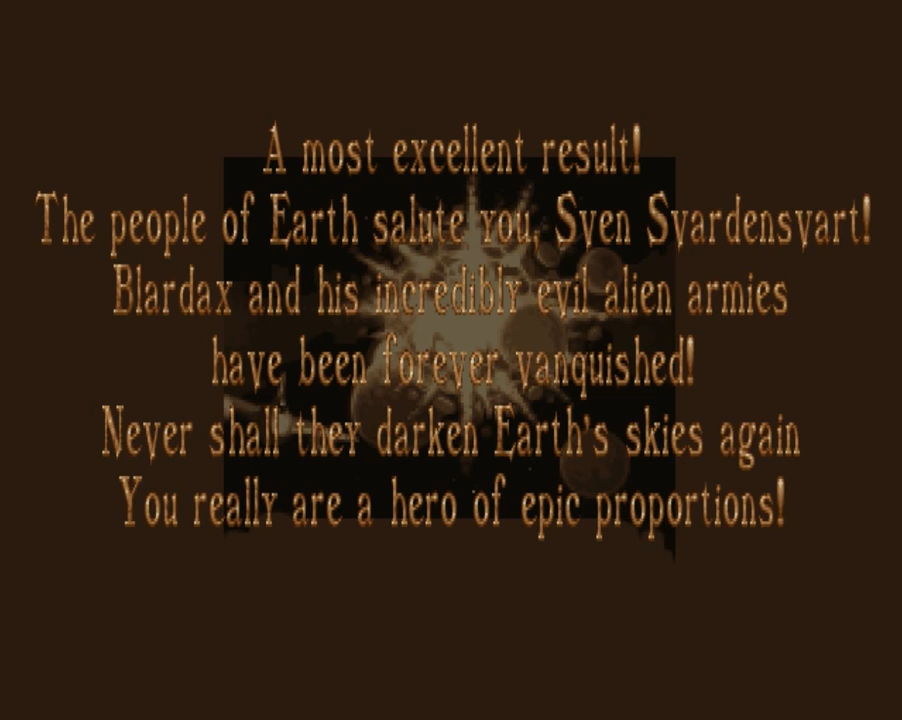 A most excellent result!
The people of Earth salute you, Sven Svardensvart!
Blardax and his incredibly evil alien armies
have been forever vanquished!
Never shall they darken Earth's skies again
You really are a hero of epic proportions!